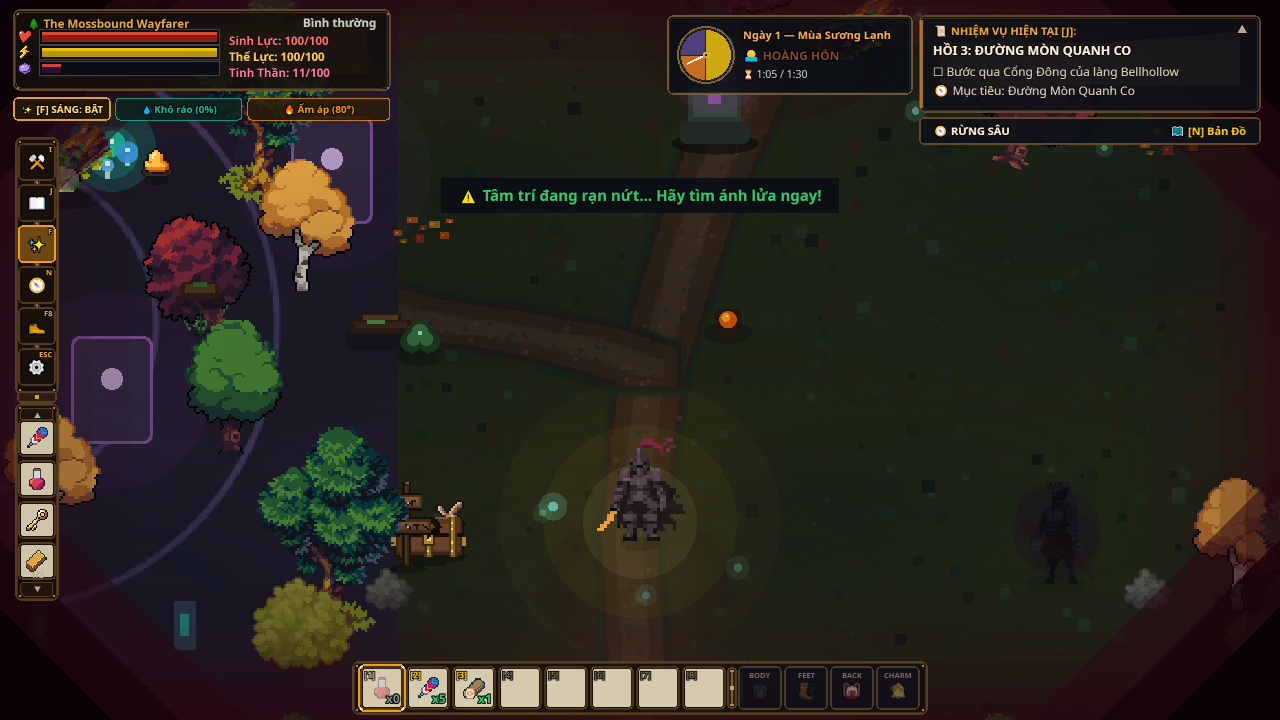 The Mossbound Wayfarer
Bình thường
Sinh Lực: 100/100
Thể Lực: 100/100
Tinh Thần: 11/100
[F] SÁNG: BẬT
Khô ráo (0%)
Ấm áp (80°)
Ngày 1 — Mùa Sương Lạnh
HOÀNG HÔN
1:05 / 1:30
NHIỆM VỤ HIỆN TẠI [J]:
HỒI 3: ĐƯỜNG MÒN QUANH CO
☐ Bước qua Cổng Đông của làng Bellhollow
Mục tiêu: Đường Mòn Quanh Co
RỪNG SÂU
[N] Bản Đồ
Tâm trí đang rạn nứt... Hãy tìm ánh lửa ngay!
T
J
F
N
F8
ESC
[1]
x0
[2]
x5
[3]
x1
[4]
[5]
[6]
[7]
[8]
BODY
FEET
BACK
CHARM